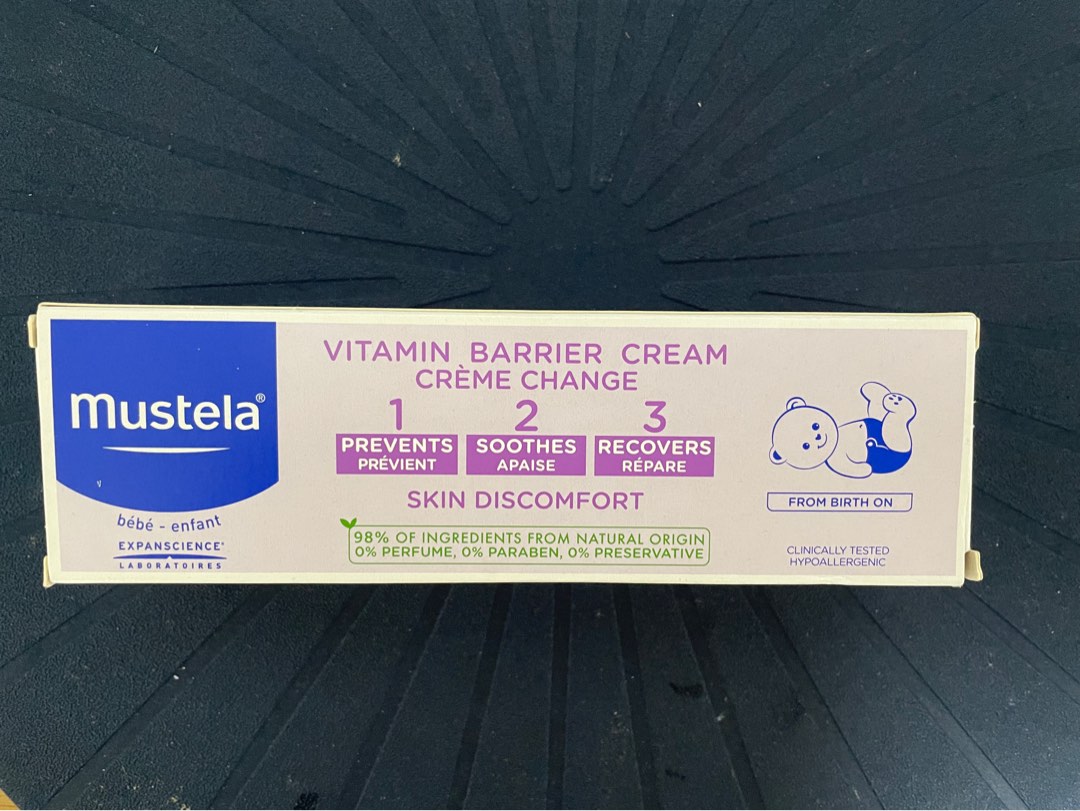 mustela®
bébé - enfant
EXPANSCIENCE®
LABORATOIRES
VITAMIN BARRIER CREAM
CRÈME CHANGE
1 2 3
PREVENTS SOOTHES RECOVERS
PRÉVIENT APAISE RÉPARE
SKIN DISCOMFORT
98% OF INGREDIENTS FROM NATURAL ORIGIN
0% PERFUME, 0% PARABEN, 0% PRESERVATIVE
FROM BIRTH ON
CLINICALLY TESTED
HYPOALLERGENIC